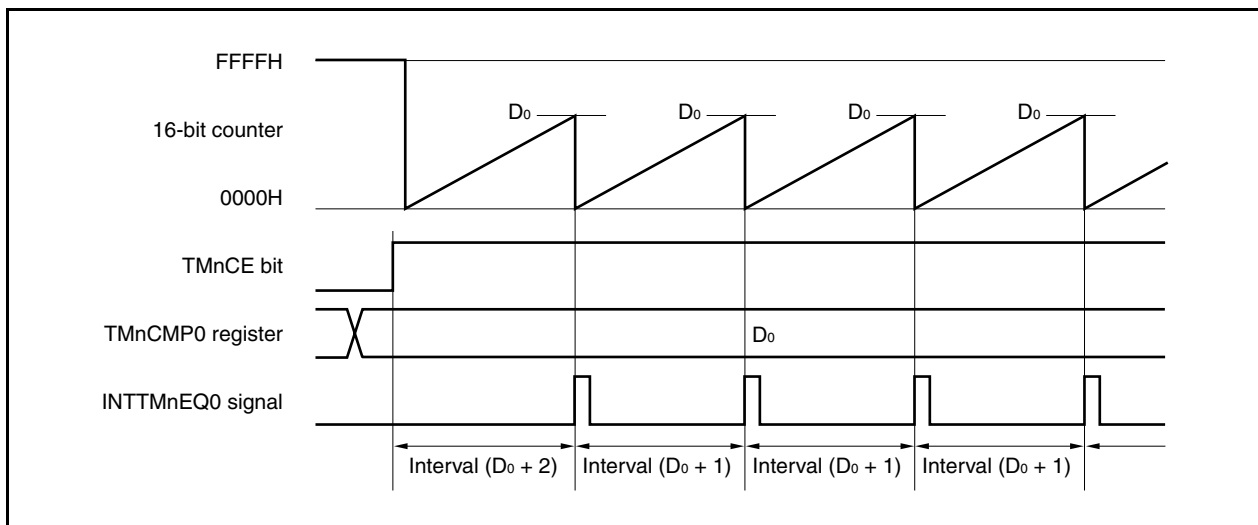 FFFFH
16-bit counter
0000H
D0 D0 D0 D0
TMnCE bit
TMnCMP0 register
D0
INTTMnEQ0 signal
Interval (D0 + 2) Interval (D0 + 1) Interval (D0 + 1) Interval (D0 + 1)